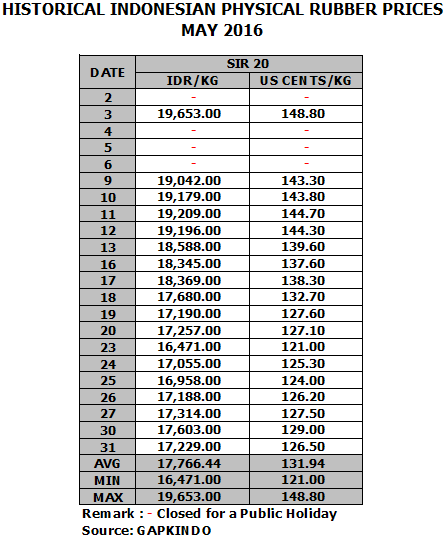 HISTORICAL INDONESIAN PHYSICAL RUBBER PRICES
MAY 2016
DATE SIR 20
IDR/KG US CENTS/KG
2 - -
3 19,653.00 148.80
4 - -
5 - -
6 - -
9 19,042.00 143.30
10 19,179.00 143.80
11 19,209.00 144.70
12 19,196.00 144.30
13 18,588.00 139.60
16 18,345.00 137.60
17 18,369.00 138.30
18 17,680.00 132.70
19 17,190.00 127.60
20 17,257.00 127.10
23 16,471.00 121.00
24 17,055.00 125.30
25 16,958.00 124.00
26 17,188.00 126.20
27 17,314.00 127.50
30 17,603.00 129.00
31 17,229.00 126.50
AVG 17,766.44 131.94
MIN 16,471.00 121.00
MAX 19,653.00 148.80
Remark : - Closed for a Public Holiday
Source: GAPKINDO